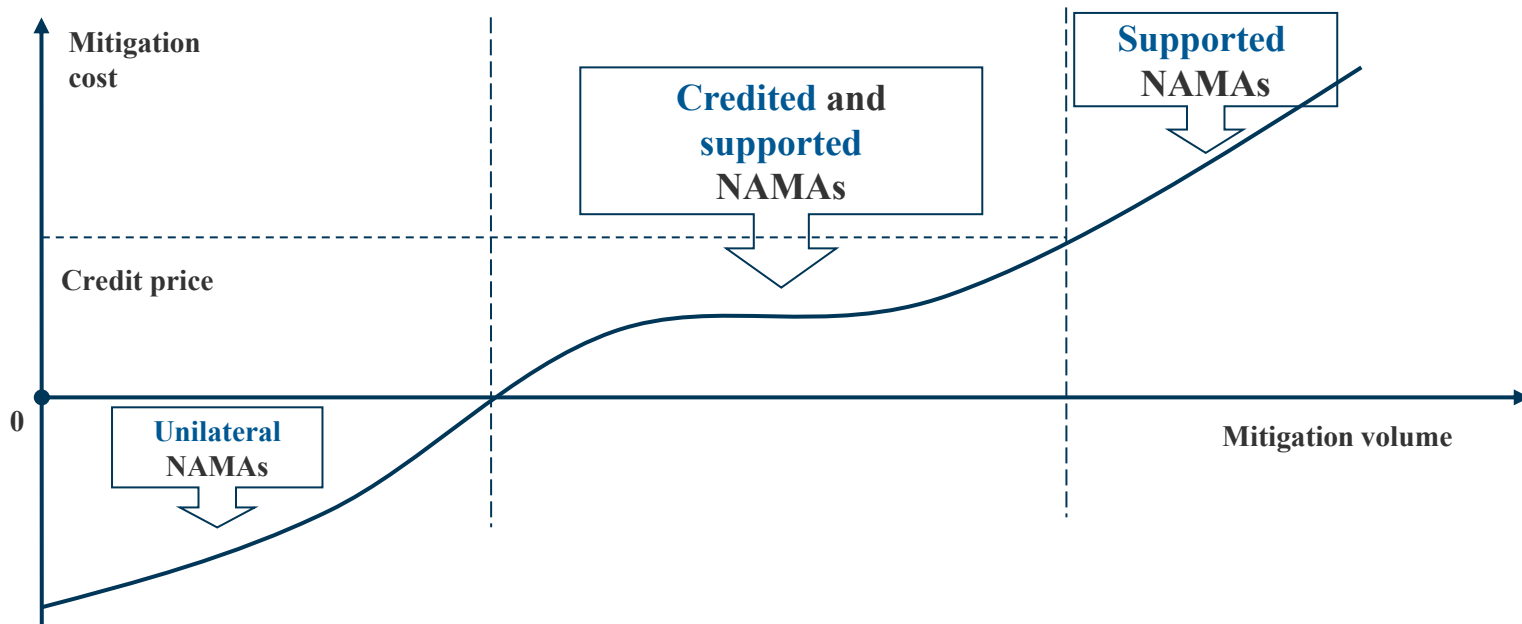 Mitigation
cost
Supported
NAMAs
Credited and
supported
NAMAs
Credit price
0
Unilateral
NAMAs
Mitigation volume